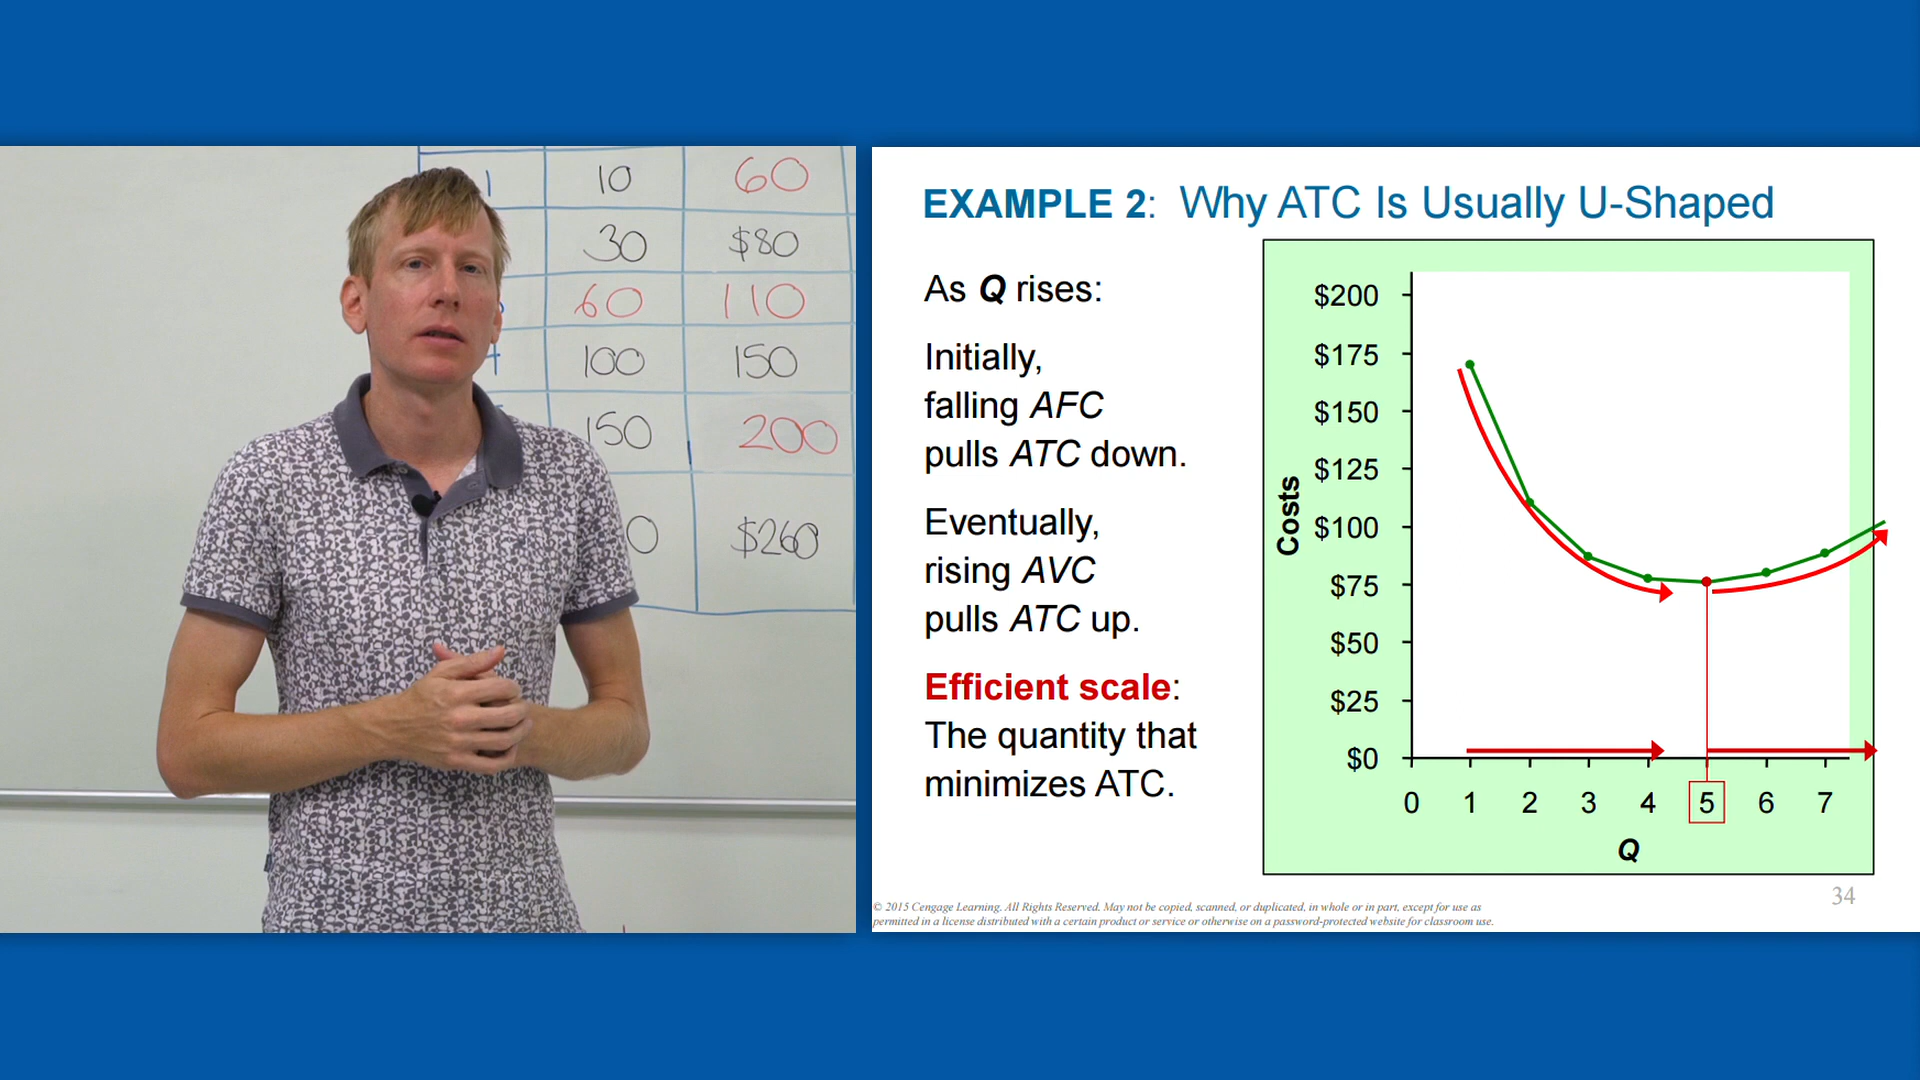 1 10 60
30 $80
60 110
100 150
150 200
0 $260
EXAMPLE 2: Why ATC Is Usually U-Shaped
As Q rises:
Initially,
falling AFC
pulls ATC down.
Eventually,
rising AVC
pulls ATC up.
Efficient scale:
The quantity that
minimizes ATC.
Costs
$200
$175
$150
$125
$100
$75
$50
$25
$0
0 1 2 3 4 5 6 7
Q
34
© 2015 Cengage Learning. All Rights Reserved. May not be copied, scanned, or duplicated, in whole or in part, except for use as
permitted in a license distributed with a certain product or service or otherwise on a password-protected website for classroom use.